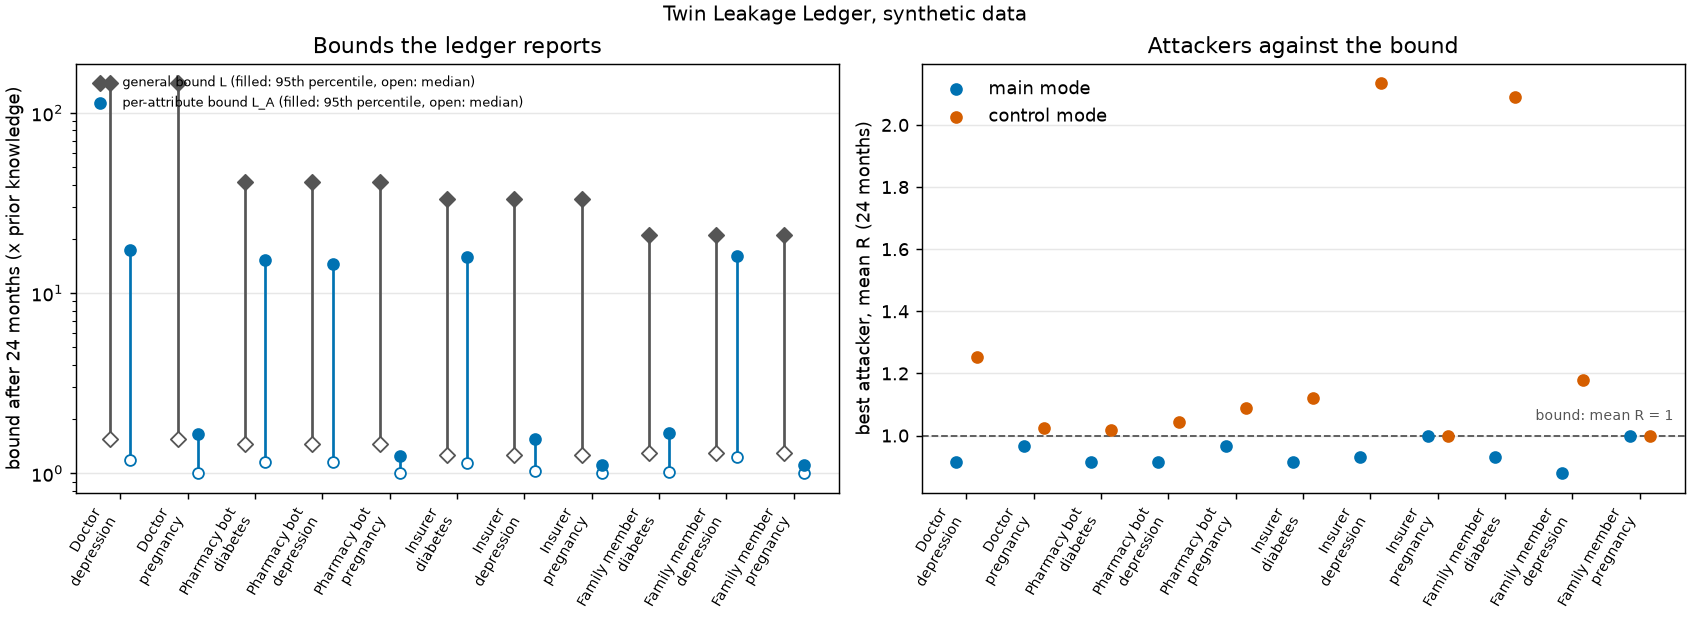 Twin Leakage Ledger, synthetic data
Bounds the ledger reports
general bound L (filled: 95th percentile, open: median)
per-attribute bound L_A (filled: 95th percentile, open: median)
bound after 24 months (x prior knowledge)
10²
10¹
10⁰
Doctor
depression
Doctor
pregnancy
Pharmacy bot
diabetes
Pharmacy bot
depression
Pharmacy bot
pregnancy
Insurer
diabetes
Insurer
depression
Insurer
pregnancy
Family member
diabetes
Family member
depression
Family member
pregnancy
Attackers against the bound
main mode
control mode
best attacker, mean R (24 months)
2.0
1.8
1.6
1.4
1.2
1.0
bound: mean R = 1
Doctor
depression
Doctor
pregnancy
Pharmacy bot
diabetes
Pharmacy bot
depression
Pharmacy bot
pregnancy
Insurer
diabetes
Insurer
depression
Insurer
pregnancy
Family member
diabetes
Family member
depression
Family member
pregnancy